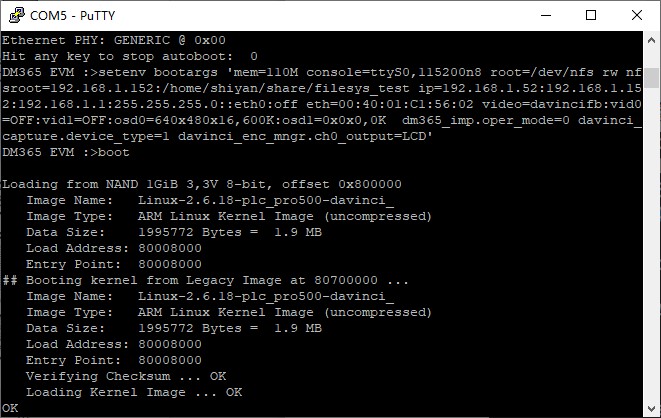 COM5 - PuTTY
Ethernet PHY: GENERIC @ 0x00
Hit any key to stop autoboot:  0
DM365 EVM :>setenv bootargs 'mem=110M console=ttyS0,115200n8 root=/dev/nfs rw nf
sroot=192.168.1.152:/home/shiyan/share/filesys_test ip=192.168.1.52:192.168.1.15
2:192.168.1.1:255.255.255.0::eth0:off eth=00:40:01:C1:56:02 video=davincifb:vid0
=OFF:vid1=OFF:osd0=640x480x16,600K:osd1=0x0x0,0K  dm365_imp.oper_mode=0 davinci_
capture.device_type=1 davinci_enc_mngr.ch0_output=LCD'
DM365 EVM :>boot
Loading from NAND 1GiB 3,3V 8-bit, offset 0x800000
   Image Name:   Linux-2.6.18-plc_pro500-davinci_
   Image Type:   ARM Linux Kernel Image (uncompressed)
   Data Size:    1995772 Bytes =  1.9 MB
   Load Address: 80008000
   Entry Point:  80008000
## Booting kernel from Legacy Image at 80700000 ...
   Image Name:   Linux-2.6.18-plc_pro500-davinci_
   Image Type:   ARM Linux Kernel Image (uncompressed)
   Data Size:    1995772 Bytes =  1.9 MB
   Load Address: 80008000
   Entry Point:  80008000
   Verifying Checksum ... OK
   Loading Kernel Image ... OK
OK